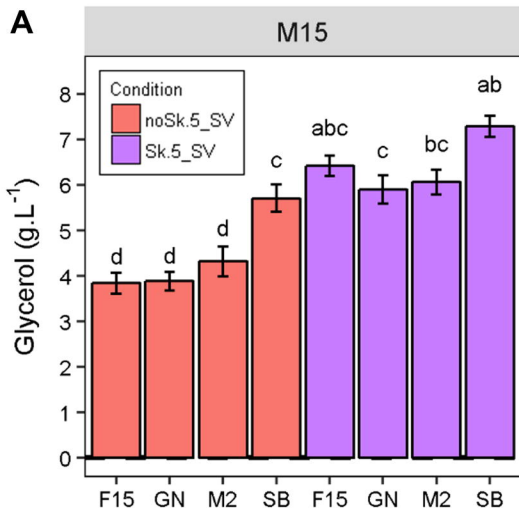 A
M15
Condition
noSk.5_SV
Sk.5_SV
Glycerol (g.L⁻¹)
8
7
6
5
4
3
2
1
0
d
d
d
c
abc
c
bc
ab
F15 GN M2 SB F15 GN M2 SB